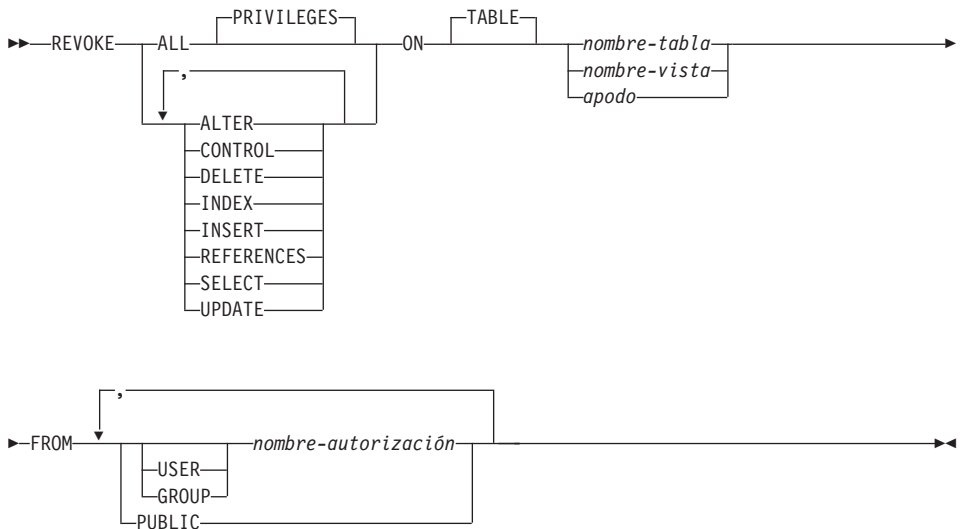 PRIVILEGES TABLE
REVOKE ALL ON nombre-tabla
, nombre-vista
apodo
ALTER
CONTROL
DELETE
INDEX
INSERT
REFERENCES
SELECT
UPDATE
,
FROM nombre-autorización
USER
GROUP
PUBLIC